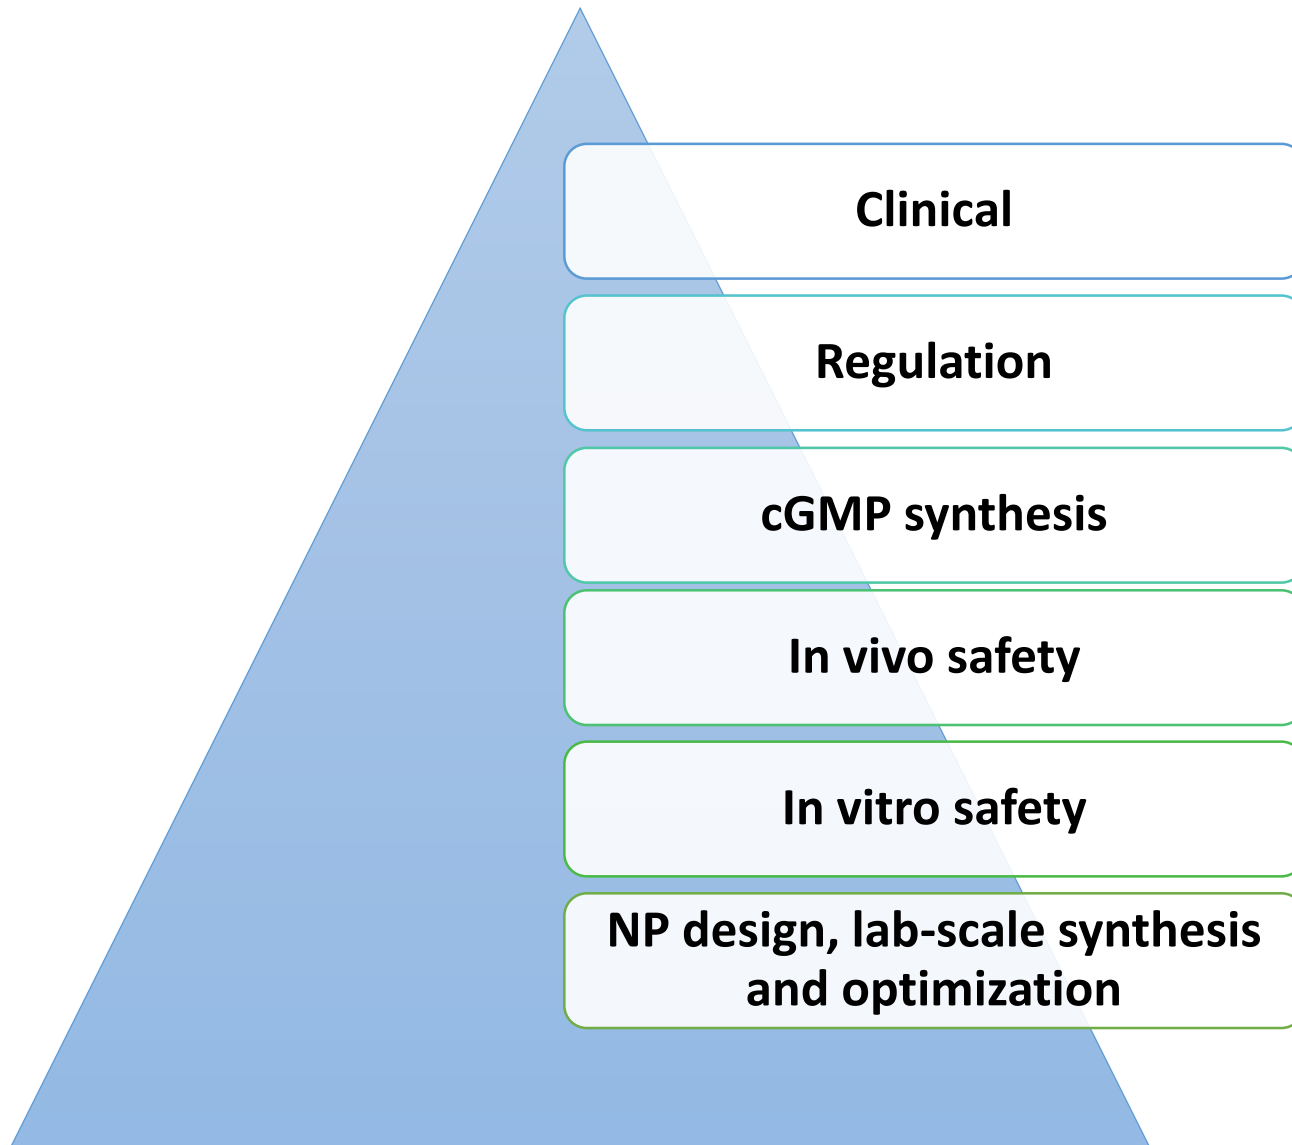 Clinical
Regulation
cGMP synthesis
In vivo safety
In vitro safety
NP design, lab-scale synthesis
and optimization